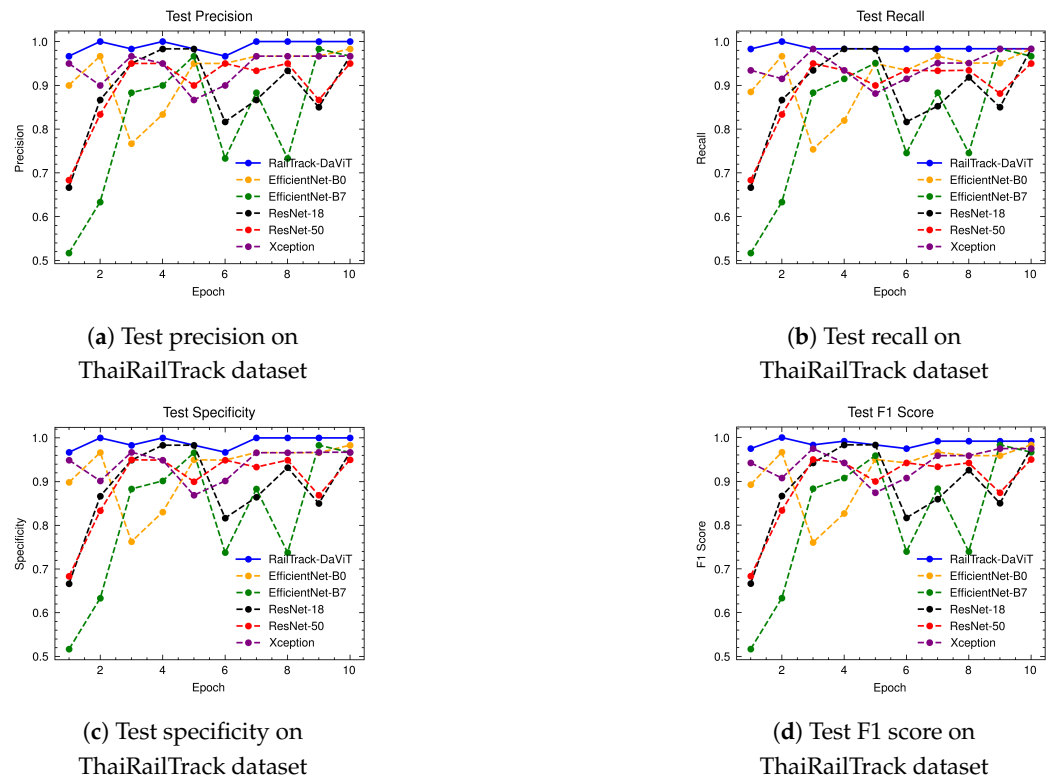 Test Precision
1.0
0.9
0.8
0.7
0.6
0.5
Precision
RailTrack-DaViT
EfficientNet-B0
EfficientNet-B7
ResNet-18
ResNet-50
Xception
2 4 6 8 10
Epoch
(a) Test precision on
ThaiRailTrack dataset
Test Recall
1.0
0.9
0.8
0.7
0.6
0.5
Recall
RailTrack-DaViT
EfficientNet-B0
EfficientNet-B7
ResNet-18
ResNet-50
Xception
2 4 6 8 10
Epoch
(b) Test recall on
ThaiRailTrack dataset
Test Specificity
1.0
0.9
0.8
0.7
0.6
0.5
Specificity
RailTrack-DaViT
EfficientNet-B0
EfficientNet-B7
ResNet-18
ResNet-50
Xception
2 4 6 8 10
Epoch
(c) Test specificity on
ThaiRailTrack dataset
Test F1 Score
1.0
0.9
0.8
0.7
0.6
0.5
F1 Score
RailTrack-DaViT
EfficientNet-B0
EfficientNet-B7
ResNet-18
ResNet-50
Xception
2 4 6 8 10
Epoch
(d) Test F1 score on
ThaiRailTrack dataset